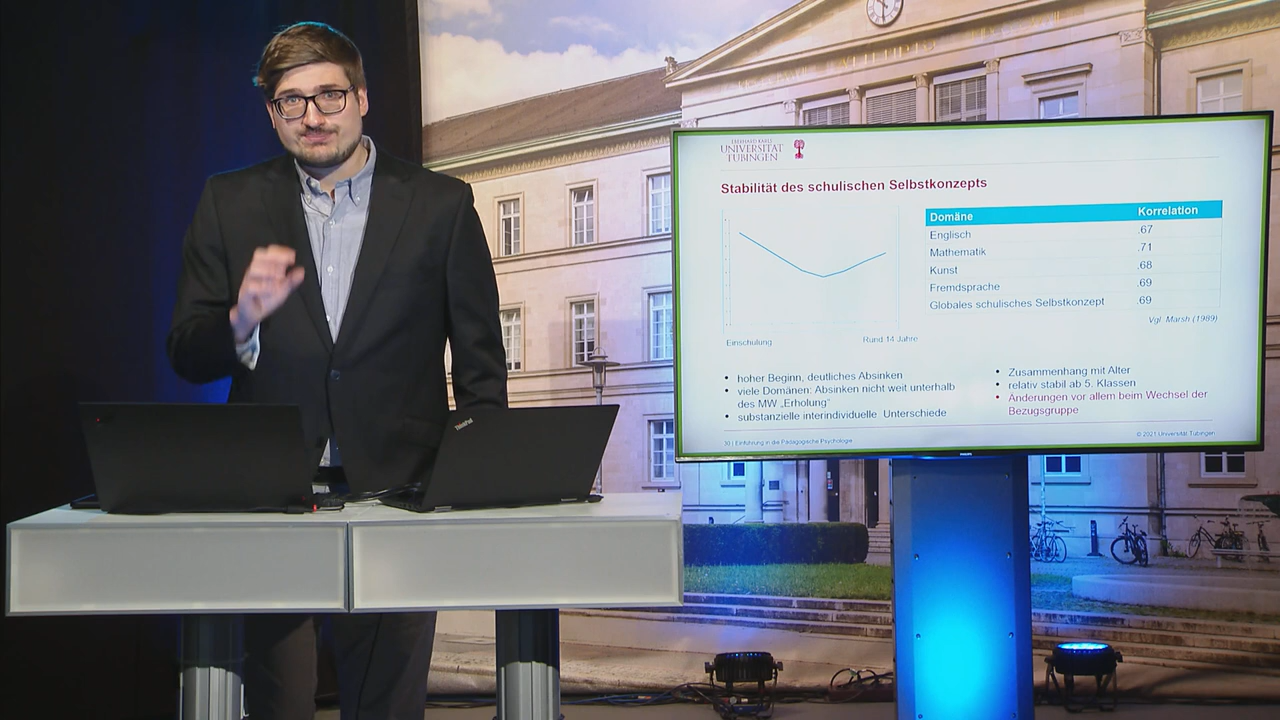 EBERHARD KARLS
UNIVERSITÄT
TÜBINGEN
Stabilität des schulischen Selbstkonzepts
Domäne Korrelation
Englisch .67
Mathematik .71
Kunst .68
Fremdsprache .69
Globales schulisches Selbstkonzept .69
Vgl. Marsh (1989)
Einschulung Rund 14 Jahre
• hoher Beginn, deutliches Absinken
• viele Domänen: Absinken nicht weit unterhalb
des MW „Erholung“
• substanzielle interindividuelle Unterschiede
• Zusammenhang mit Alter
• relativ stabil ab 5. Klassen
• Änderungen vor allem beim Wechsel der
Bezugsgruppe
30 | Einführung in die Pädagogische Psychologie
© 2021 Universität Tübingen
PHILIPS
ThinkPad